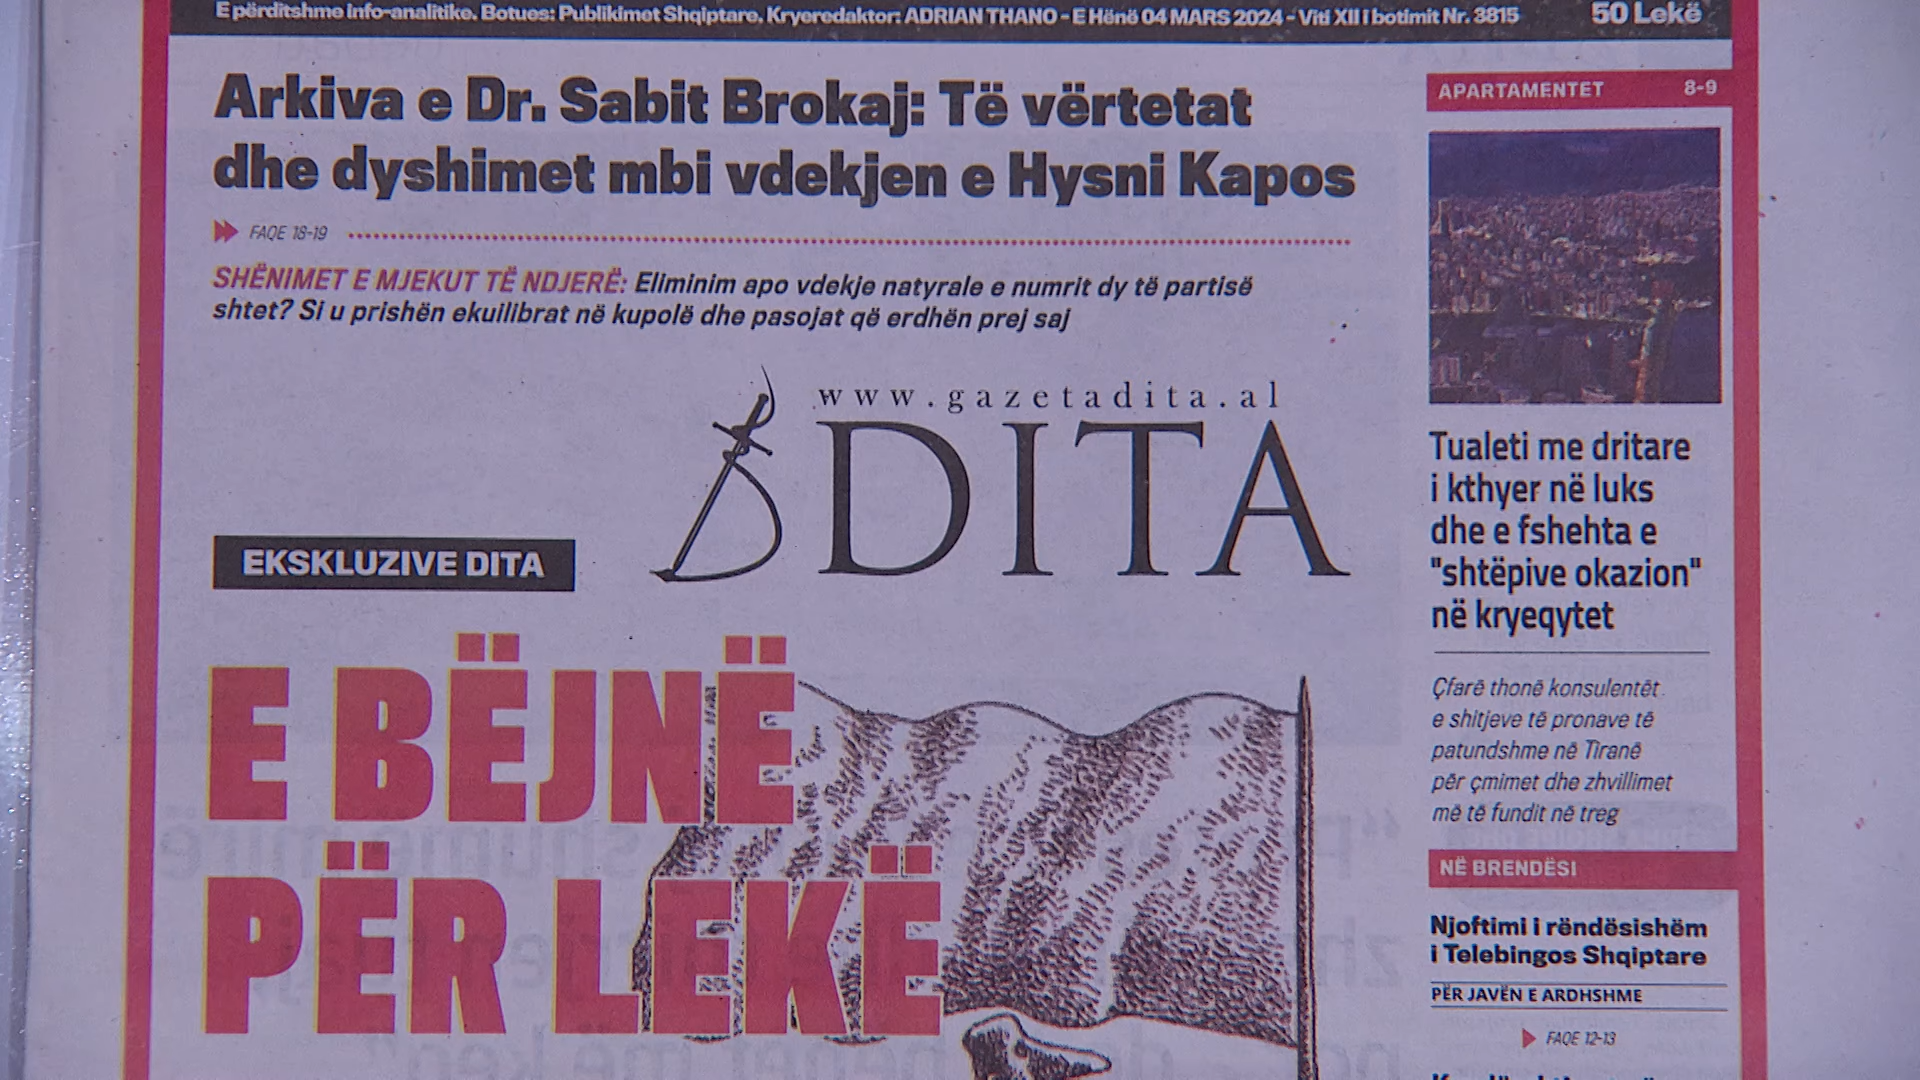 E përditshme info-analitike. Botues: Publikimet Shqiptare. Kryeredaktor: ADRIAN THANO - E Hënë 04 MARS 2024 - Viti XII i botimit Nr. 3815
50 Lekë
Arkiva e Dr. Sabit Brokaj: Të vërtetat
dhe dyshimet mbi vdekjen e Hysni Kapos
FAQE 18-19
SHËNIMET E MJEKUT TË NDJERË: Eliminim apo vdekje natyrale e numrit dy të partisë
shtet? Si u prishën ekuilibrat në kupolë dhe pasojat që erdhën prej saj
www.gazetadita.al
DITA
EKSKLUZIVE DITA
E BËJNË
PËR LEKË
APARTAMENTET 8-9
Tualeti me dritare
i kthyer në luks
dhe e fshehta e
"shtëpive okazion"
në kryeqytet
Çfarë thonë konsulentët
e shitjeve të pronave të
patundshme në Tiranë
për çmimet dhe zhvillimet
më të fundit në treg
NË BRENDËSI
Njoftimi i rëndësishëm
i Telebingos Shqiptare
PËR JAVËN E ARDHSHME
FAQE 12-13